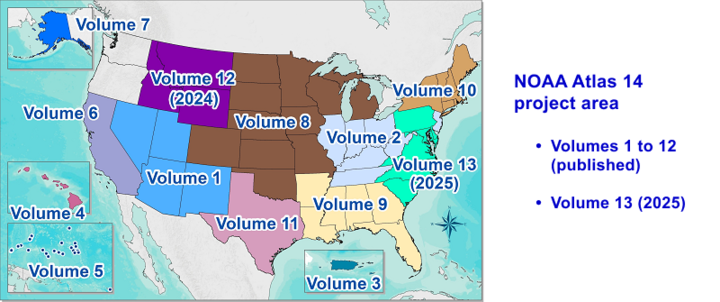 Volume 7
Volume 12
(2024)
Volume 10
Volume 6
Volume 8
Volume 2
Volume 13
(2025)
Volume 1
Volume 9
Volume 4
Volume 11
Volume 5
Volume 3
NOAA Atlas 14
project area
• Volumes 1 to 12
(published)
• Volume 13 (2025)